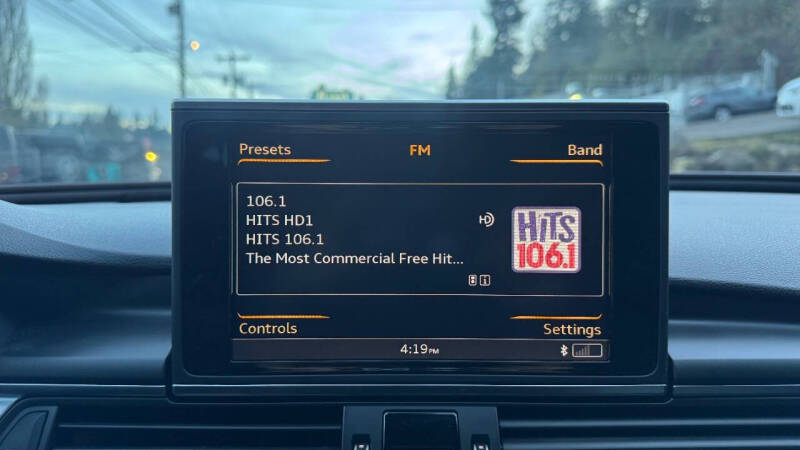 Presets FM Band
106.1
HITS HD1
HITS 106.1
The Most Commercial Free Hit...
HiTS
106.1
Controls Settings
4:19PM